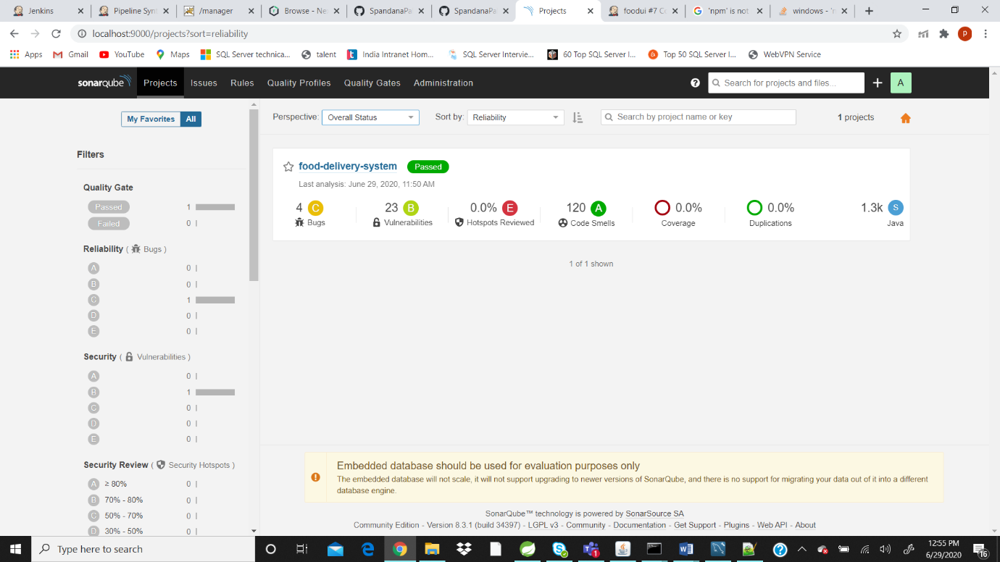 Jenkins Pipeline Syn /manager Browse - Ne SpandanaPa SpandanaPa Projects foodui #7 C 'npm' is not windows - 'n
localhost:9000/projects?sort=reliability P
Apps Gmail YouTube Maps SQL Server technica... talent India Intranet Hom... SQL Server Intervie... 60 Top SQL Server I... Top 50 SQL Server I... WebVPN Service
sonarqube Projects Issues Rules Quality Profiles Quality Gates Administration ? Search for projects and files... + A
My Favorites All Perspective: Overall Status Sort by: Reliability Search by project name or key 1 projects
Filters
food-delivery-system Passed
Last analysis: June 29, 2020, 11:50 AM
4 C 23 B 0.0% E 120 A 0.0% 0.0% 1.3k S
Bugs Vulnerabilities Hotspots Reviewed Code Smells Coverage Duplications Java
1 of 1 shown
Quality Gate
Passed 1
Failed 0
Reliability ( Bugs )
A 0
B 0
C 1
D 0
E 0
Security ( Vulnerabilities )
A 0
B 1
C 0
D 0
E 0
Security Review ( Security Hotspots )
A ≥ 80% 0
B 70% - 80% 0
C 50% - 70% 0
D 30% - 50% 0
Embedded database should be used for evaluation purposes only
The embedded database will not scale, it will not support upgrading to newer versions of SonarQube, and there is no support for migrating your data out of it into a different
database engine.
SonarQube™ technology is powered by SonarSource SA
Community Edition - Version 8.3.1 (build 34397) - LGPL v3 - Community - Documentation - Get Support - Plugins - Web API - About
Type here to search 12:55 PM
6/29/2020 16